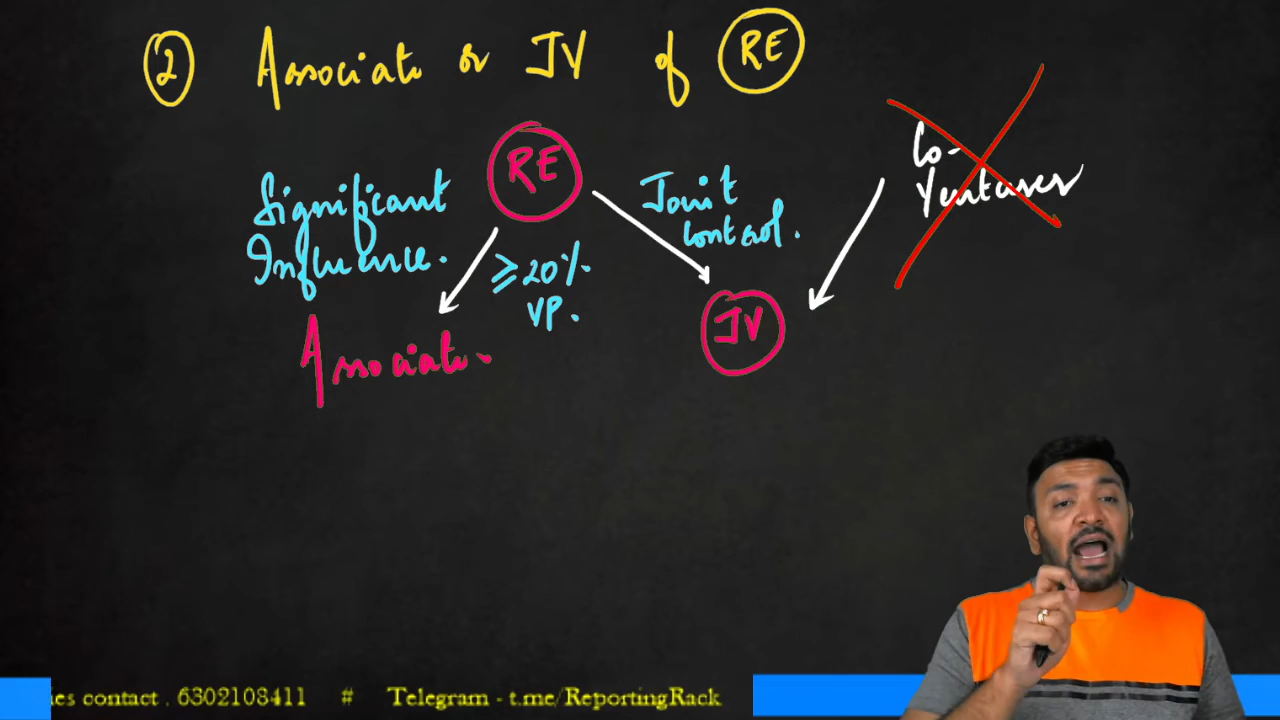 2 Associate or JV of RE
RE
Significant
Influence.
≥ 20%
VP.
Joint
control.
Co-
Venturer
Associate.
JV
ies contact . 6302108411 # Telegram - t.me/ReportingRack